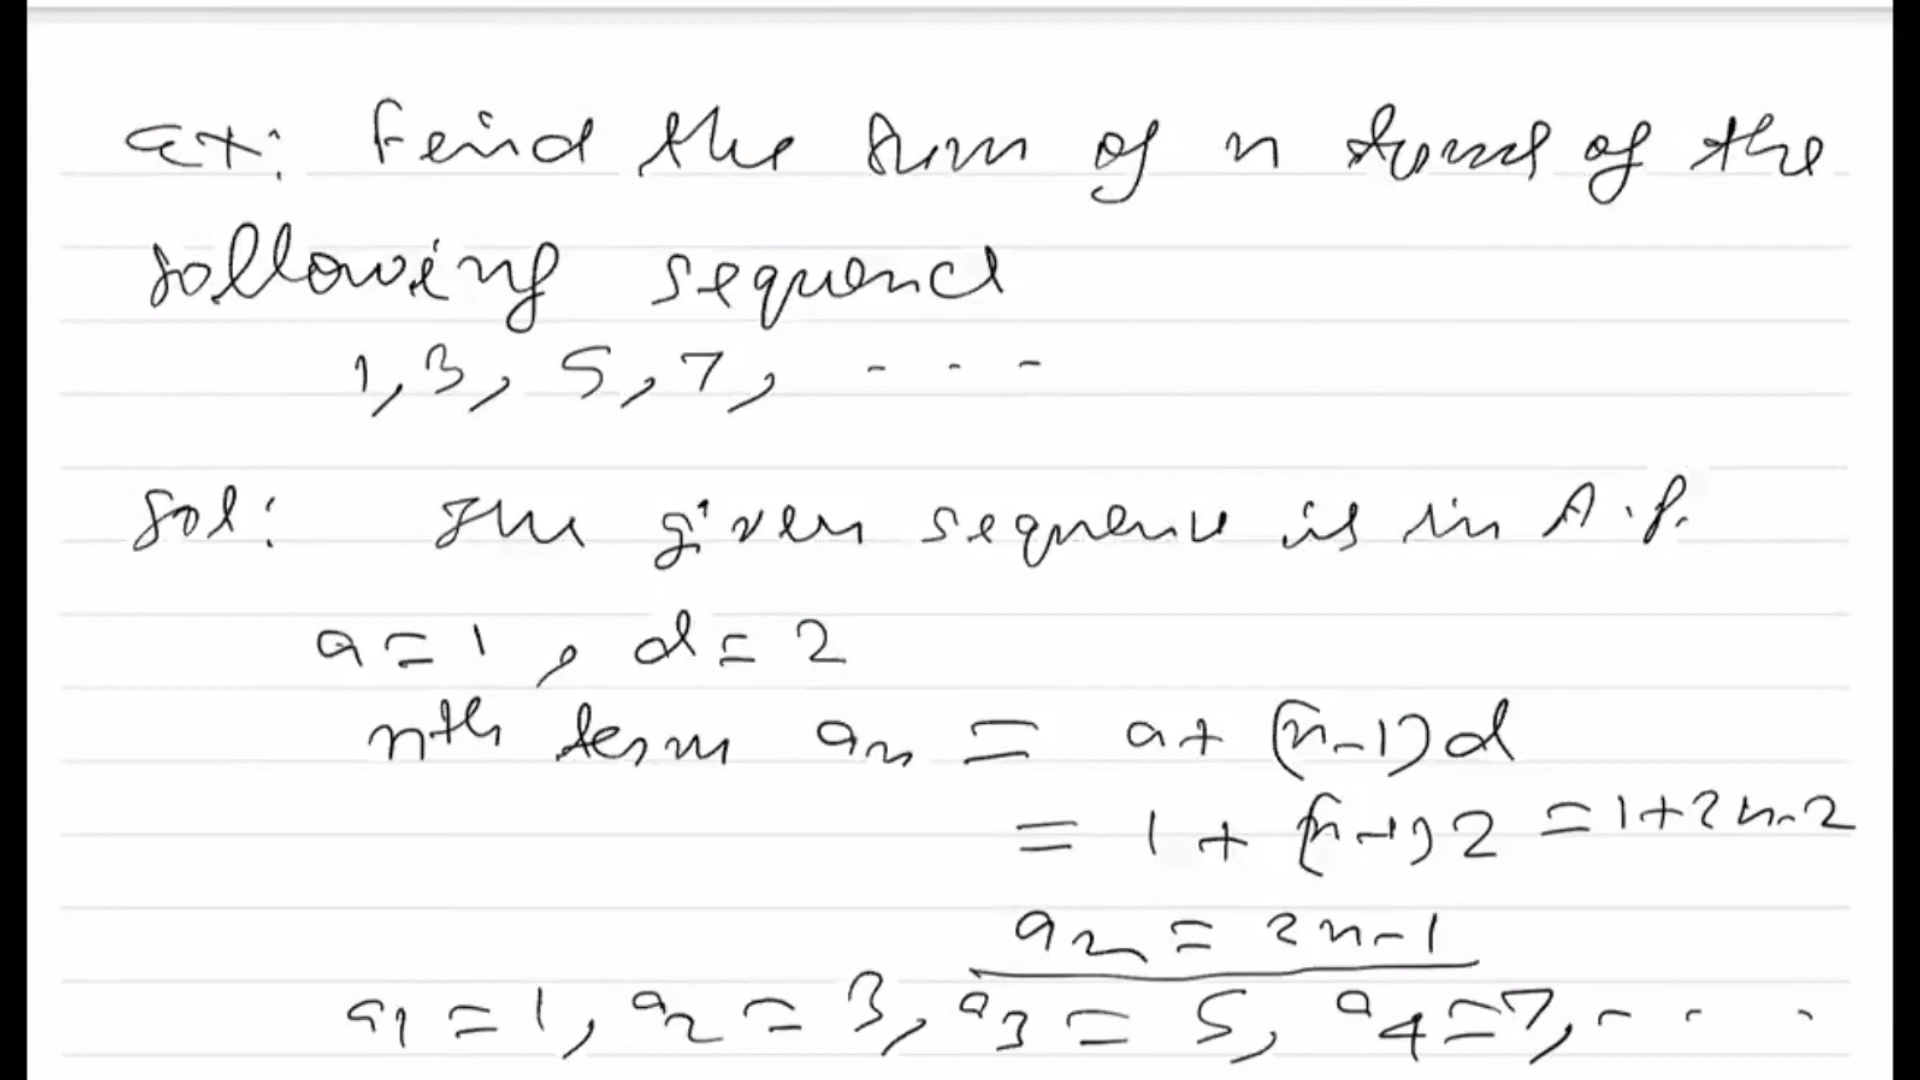 Ex: Feind the sum of n terms of the
following sequence
1, 3, 5, 7, - - -
Sol: The given sequence is in A.P.
a = 1, d = 2
nth term an = a + (n-1)d
= 1 + (n-1)2 = 1+2n-2
an = 2n-1
a1 = 1, a2 = 3, a3 = 5, a4 = 7, - - -